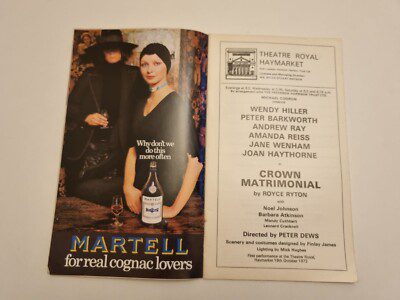 Why don't we
do this
more often
MARTELL
for real cognac lovers
THEATRE ROYAL
HAYMARKET
MICHAEL CODRON
WENDY HILLER
PETER BARKWORTH
ANDREW RAY
AMANDA REISS
JANE WENHAM
JOAN HAYTHORNE
in
CROWN
MATRIMONIAL
by ROYCE RYTON
with
Noel Johnson
Barbara Atkinson
Mandy Cuthbert
Leonard Cracknell
Directed by PETER DEWS
Scenery and costumes designed by Finlay James
Lighting by Mick Hughes
First performance at the Theatre Royal,
Haymarket 19th October 1972